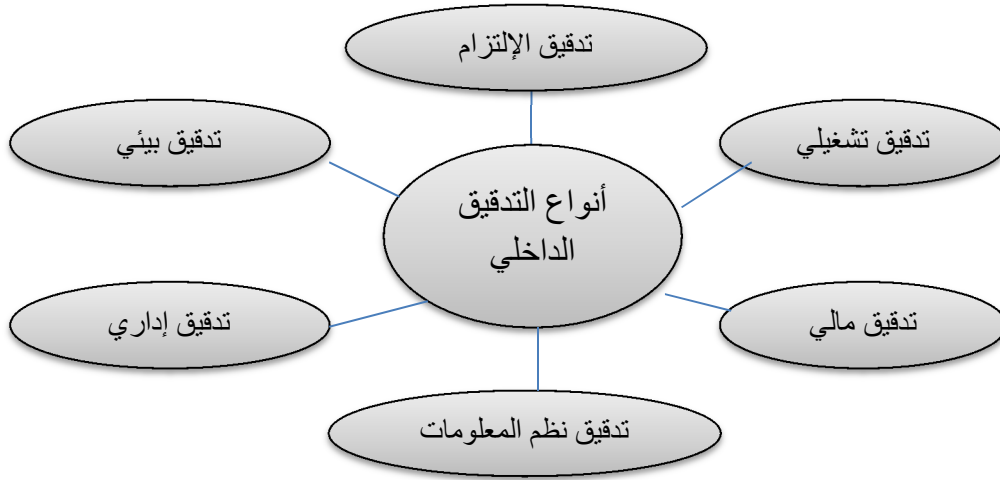 تدقيق الإلتزام
تدقيق تشغيلي
تدقيق بيئي
أنواع التدقيق
الداخلي
تدقيق مالي
تدقيق إداري
تدقيق نظم المعلومات